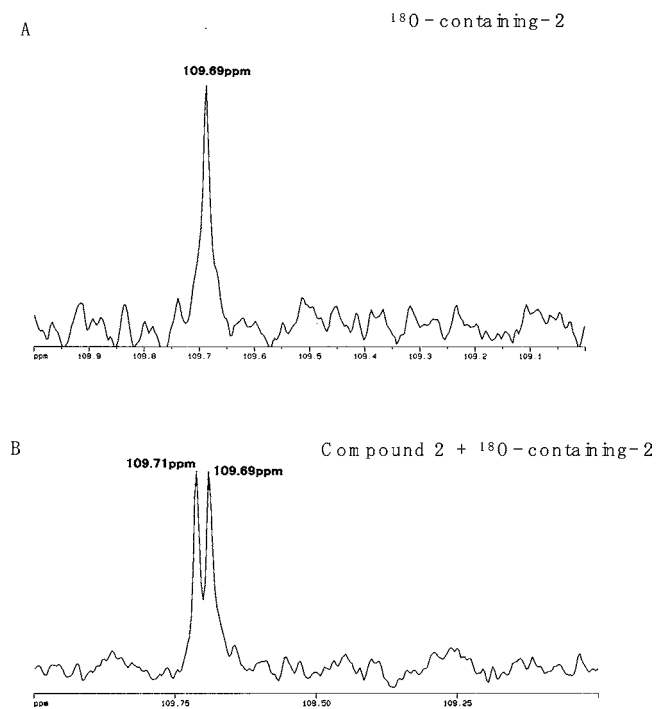 A
¹⁸O-containing-2
109.69ppm
ppm 109.9 109.8 109.7 109.6 109.5 109.4 109.3 109.2 109.1
B
Compound 2 + ¹⁸O-containing-2
109.71ppm 109.69ppm
ppm 109.75 109.50 109.25